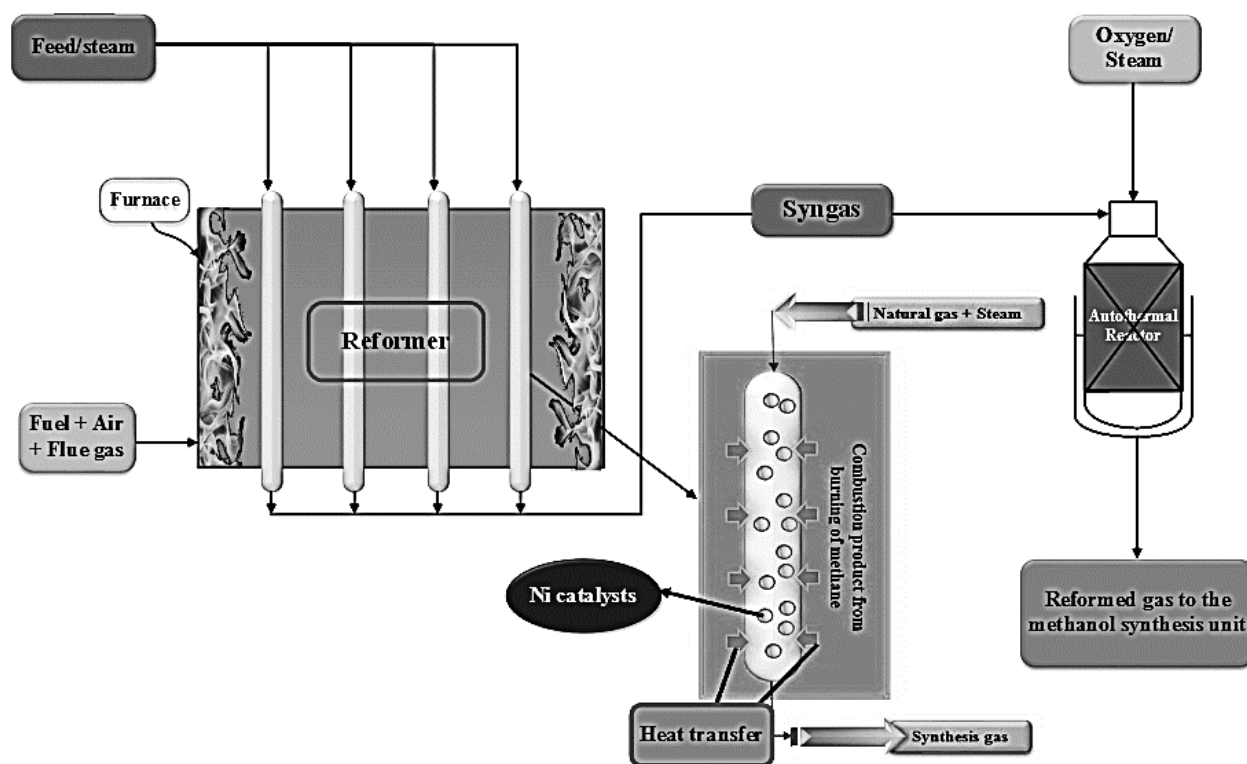 Feed/steam
Oxygen/
Steam
Furnace
Syngas
Natural gas + Steam
Autothermal
Reactor
Reformer
Fuel + Air
+ Flue gas
Combustion product from
burning of methane
Ni catalysts
Reformed gas to the
methanol synthesis unit
Heat transfer
Synthesis gas